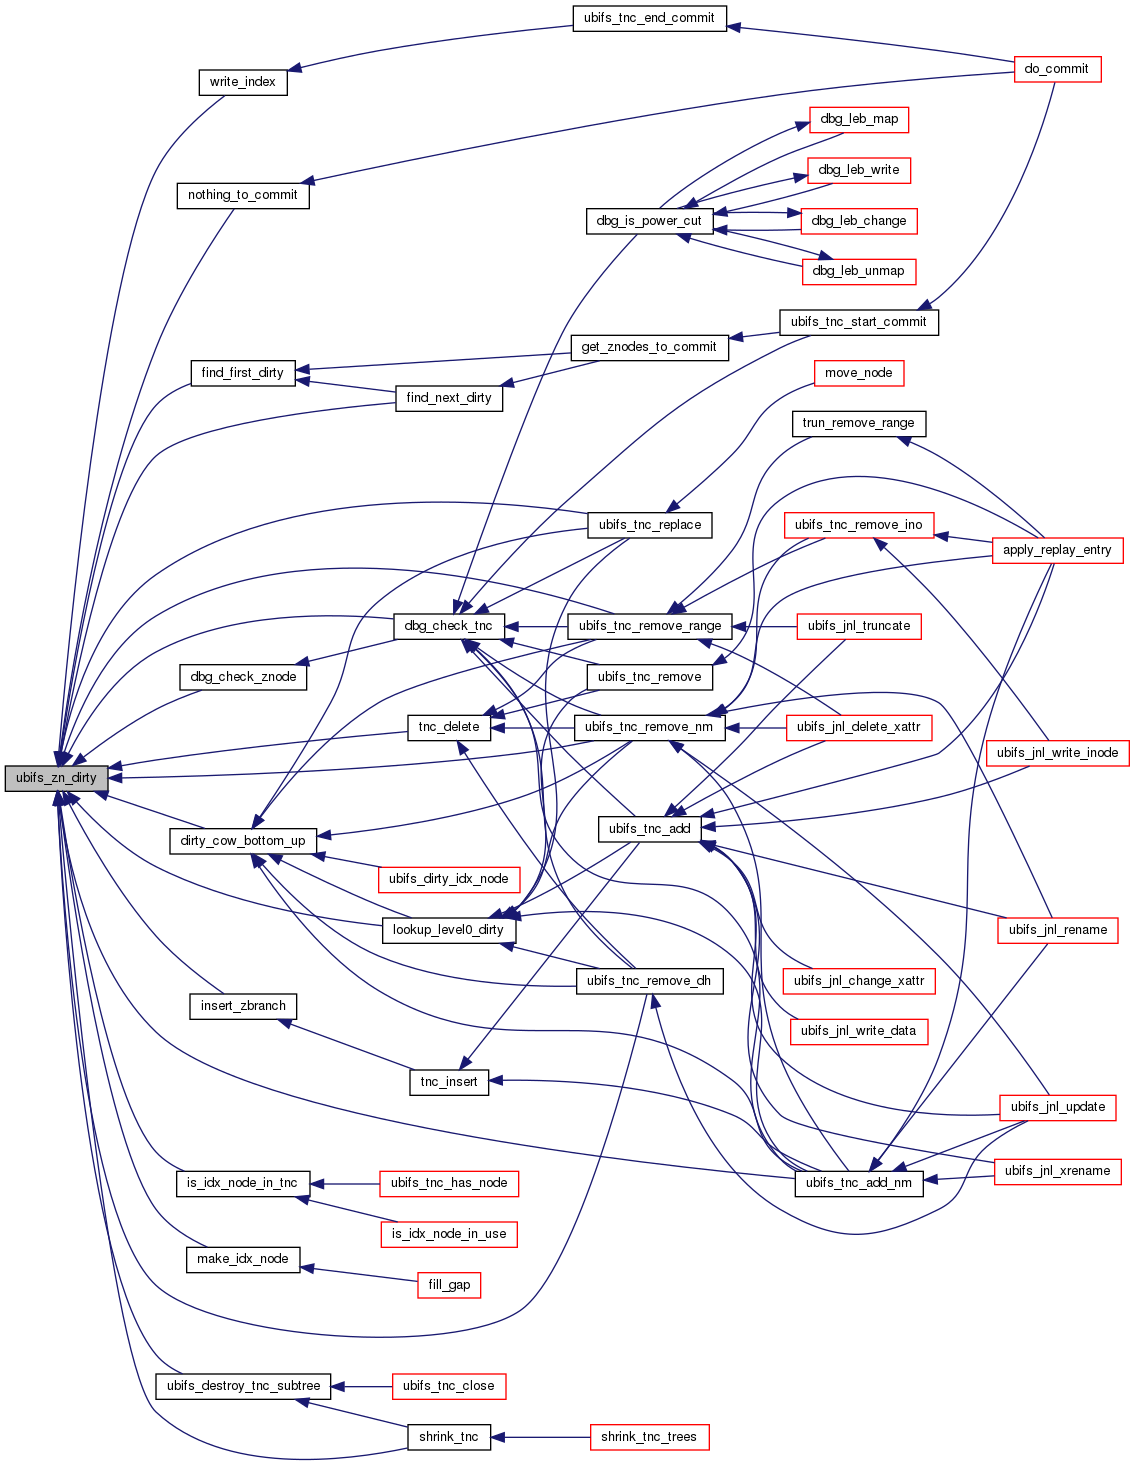 ubifs_tnc_end_commit
do_commit
write_index
dbg_leb_map
dbg_leb_write
nothing_to_commit
dbg_is_power_cut
dbg_leb_change
dbg_leb_unmap
ubifs_tnc_start_commit
get_znodes_to_commit
find_first_dirty
move_node
find_next_dirty
trun_remove_range
ubifs_tnc_replace
ubifs_tnc_remove_ino
apply_replay_entry
dbg_check_tnc
ubifs_tnc_remove_range
ubifs_jnl_truncate
dbg_check_znode
ubifs_tnc_remove
tnc_delete
ubifs_tnc_remove_nm
ubifs_jnl_delete_xattr
ubifs_jnl_write_inode
ubifs_zn_dirty
dirty_cow_bottom_up
ubifs_tnc_add
ubifs_dirty_idx_node
lookup_level0_dirty
ubifs_jnl_rename
ubifs_tnc_remove_dh
ubifs_jnl_change_xattr
insert_zbranch
ubifs_jnl_write_data
tnc_insert
ubifs_jnl_update
is_idx_node_in_tnc
ubifs_tnc_has_node
ubifs_tnc_add_nm
ubifs_jnl_xrename
is_idx_node_in_use
make_idx_node
fill_gap
ubifs_destroy_tnc_subtree
ubifs_tnc_close
shrink_tnc
shrink_tnc_trees